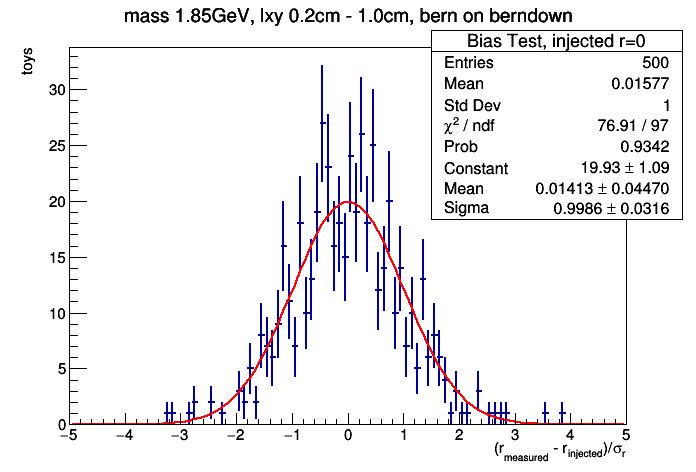 mass 1.85GeV, lxy 0.2cm - 1.0cm, bern on berndown
Bias Test, injected r=0
Entries 500
Mean 0.01577
Std Dev 1
χ² / ndf 76.91 / 97
Prob 0.9342
Constant 19.93 ± 1.09
Mean 0.01413 ± 0.04470
Sigma 0.9986 ± 0.0316
toys
30
25
20
15
10
5
0
−5 −4 −3 −2 −1 0 1 2 3 4 5
(r_measured - r_injected)/σ_r